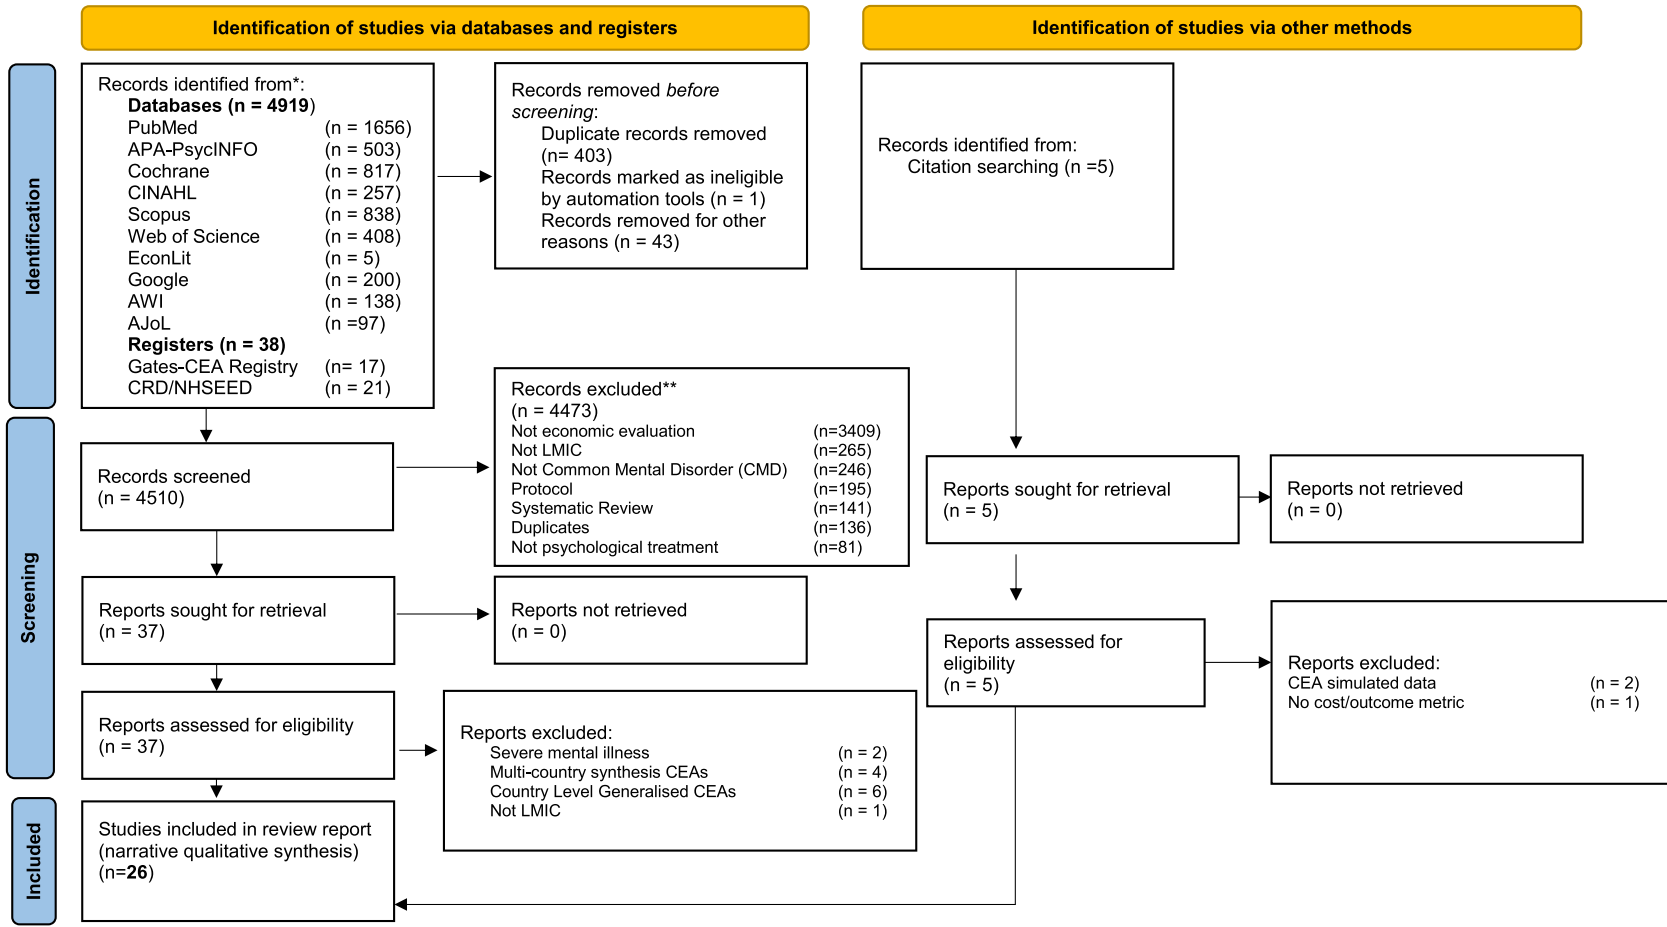 Identification of studies via databases and registers
Identification of studies via other methods
Identification
Records identified from*:
Databases (n = 4919)
PubMed (n = 1656)
APA-PsycINFO (n = 503)
Cochrane (n = 817)
CINAHL (n = 257)
Scopus (n = 838)
Web of Science (n = 408)
EconLit (n = 5)
Google (n = 200)
AWI (n = 138)
AJoL (n =97)
Registers (n = 38)
Gates-CEA Registry (n= 17)
CRD/NHSEED (n = 21)
Records removed before
screening:
Duplicate records removed
(n= 403)
Records marked as ineligible
by automation tools (n = 1)
Records removed for other
reasons (n = 43)
Records identified from:
Citation searching (n =5)
Screening
Records screened
(n = 4510)
Records excluded**
(n = 4473)
Not economic evaluation (n=3409)
Not LMIC (n=265)
Not Common Mental Disorder (CMD) (n=246)
Protocol (n=195)
Systematic Review (n=141)
Duplicates (n=136)
Not psychological treatment (n=81)
Reports sought for retrieval
(n = 37)
Reports not retrieved
(n = 0)
Reports assessed for eligibility
(n = 37)
Reports excluded:
Severe mental illness (n = 2)
Multi-country synthesis CEAs (n = 4)
Country Level Generalised CEAs (n = 6)
Not LMIC (n = 1)
Reports sought for retrieval
(n = 5)
Reports not retrieved
(n = 0)
Reports assessed for
eligibility
(n = 5)
Reports excluded:
CEA simulated data (n = 2)
No cost/outcome metric (n = 1)
Included
Studies included in review report
(narrative qualitative synthesis)
(n=26)